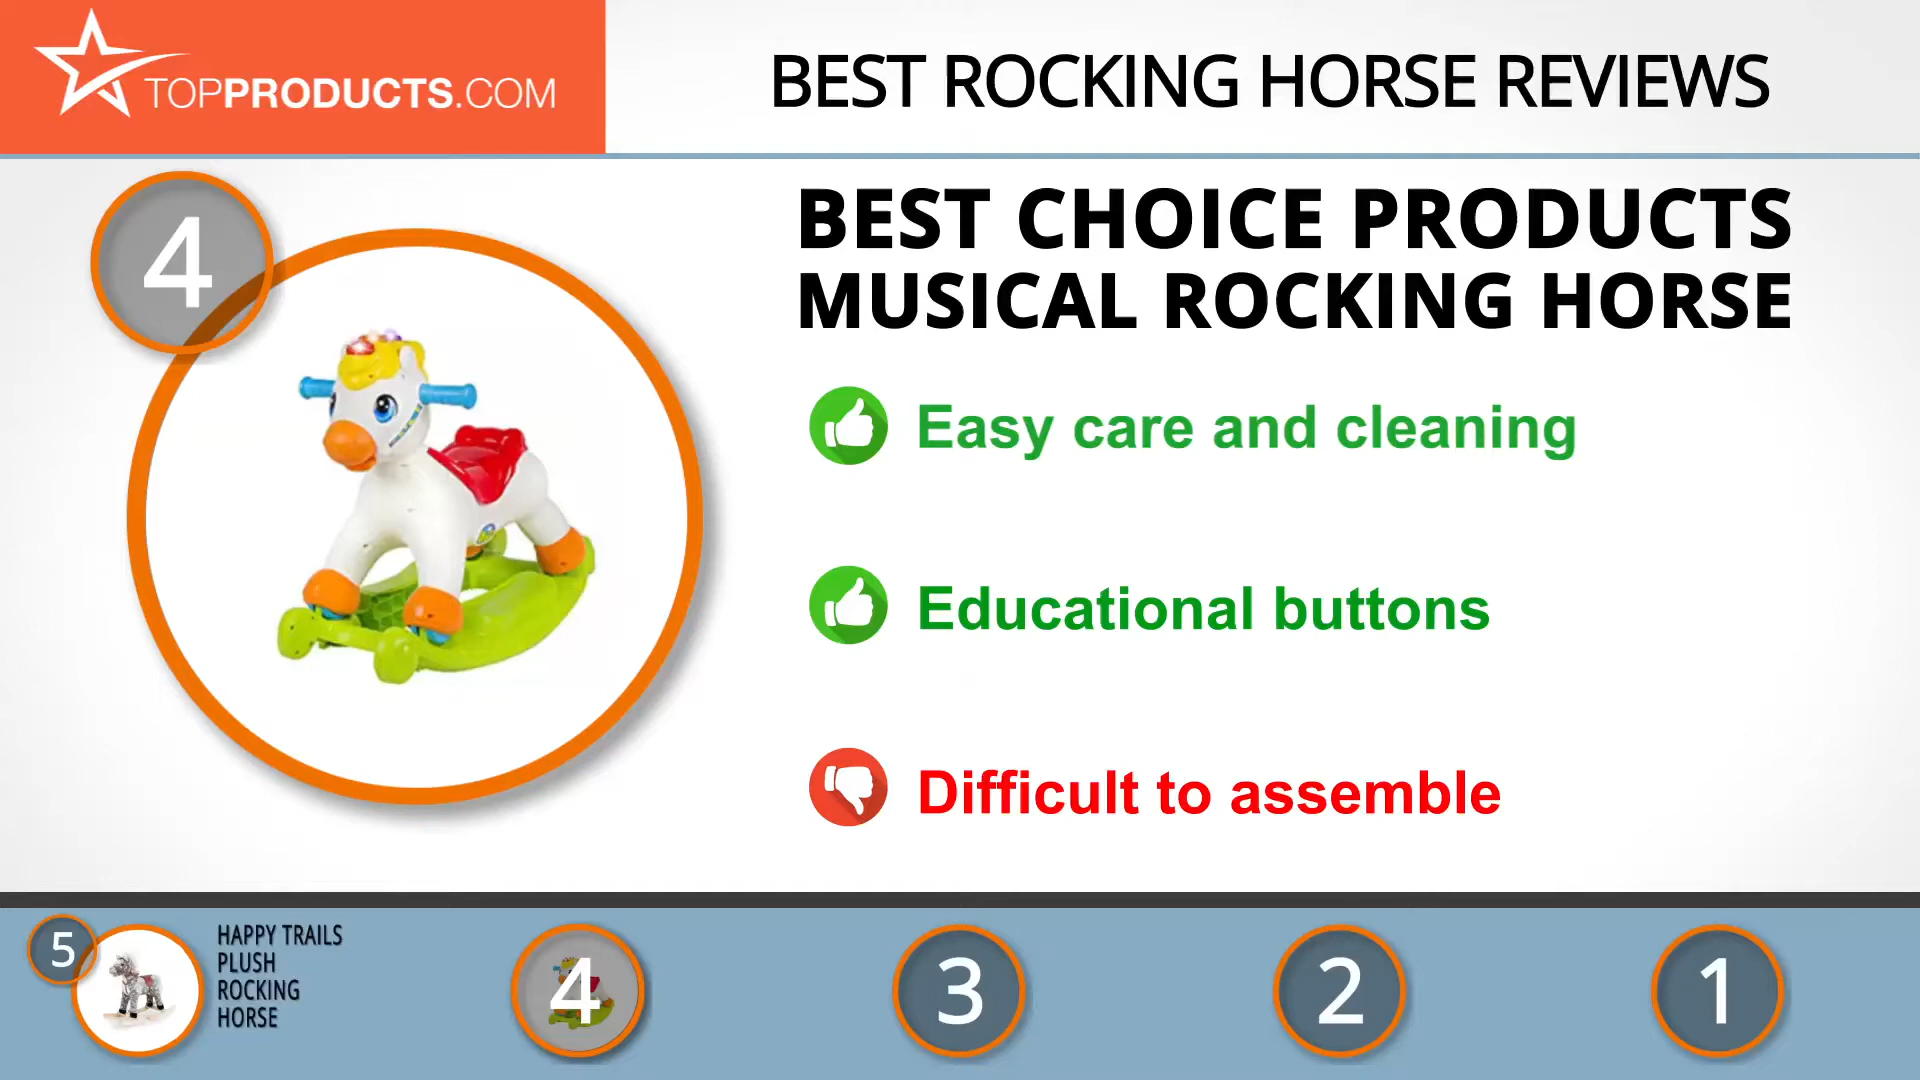 TOPPRODUCTS.COM
BEST ROCKING HORSE REVIEWS
4
BEST CHOICE PRODUCTS
MUSICAL ROCKING HORSE
Easy care and cleaning
Educational buttons
Difficult to assemble
5
HAPPY TRAILS
PLUSH
ROCKING
HORSE
4
3
2
1